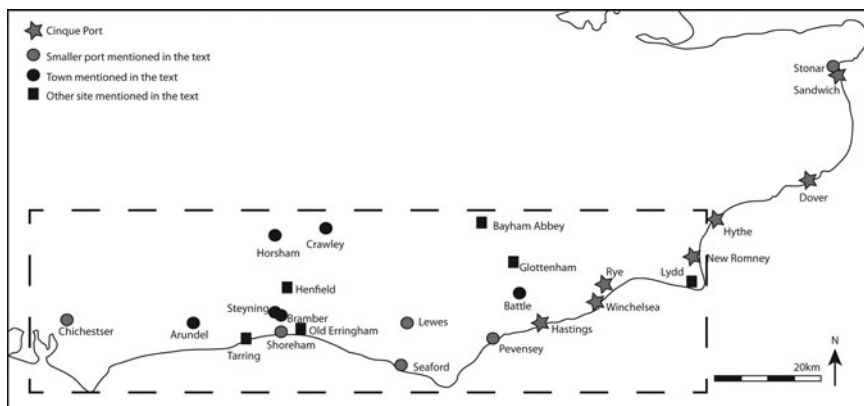 Cinque Port
Smaller port mentioned in the text
Town mentioned in the text
Other site mentioned in the text
Stonar
Sandwich
Dover
Hythe
Bayham Abbey
Crawley
Horsham
New Romney
Glottenham
Lydd
Rye
Henfield
Battle
Winchelsea
Steyning
Bramber
Chichestser
Arundel
Lewes
Hastings
Old Erringham
Shoreham
Pevensey
Tarring
Seaford
N
20km